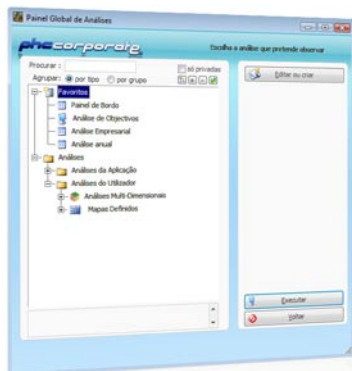 Painel Global de Análises
phccorporate
Escolha a análise que pretende observar
Procurar :
só privadas
Agrupar: por tipo por grupo
Editar ou criar
Favoritos
Painel de Bordo
Análise de Objectivos
Análise Empresarial
Análise anual
Análises
Análises da Aplicação
Análises do Utilizador
Análises Multi-Dimensionais
Mapas Definidos
Executar
Voltar